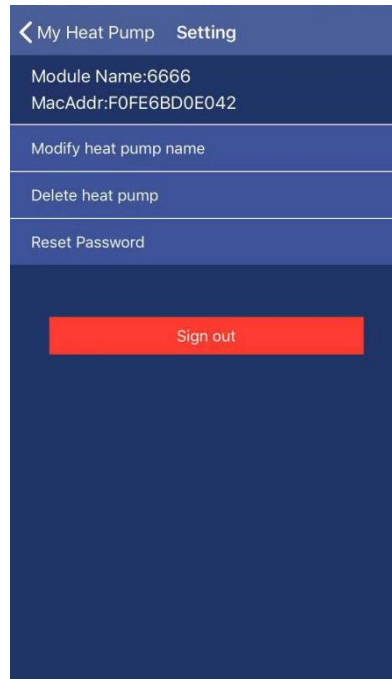 My Heat Pump Setting
Module Name:6666
MacAddr:F0FE6BD0E042
Modify heat pump name
Delete heat pump
Reset Password
Sign out